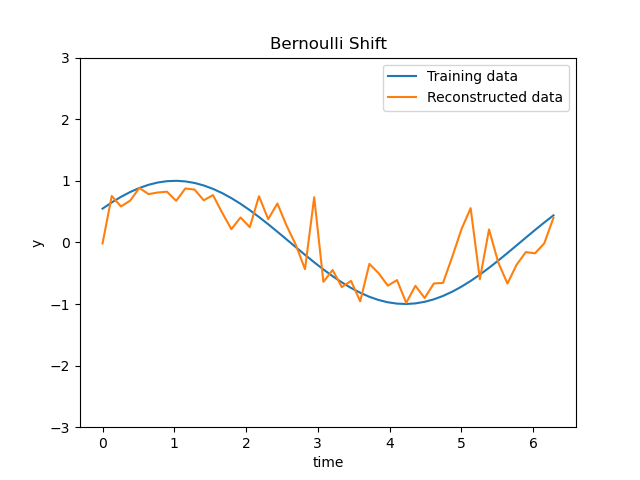 Bernoulli Shift
Training data
Reconstructed data
3
2
1
0
−1
−2
−3
y
0 1 2 3 4 5 6
time